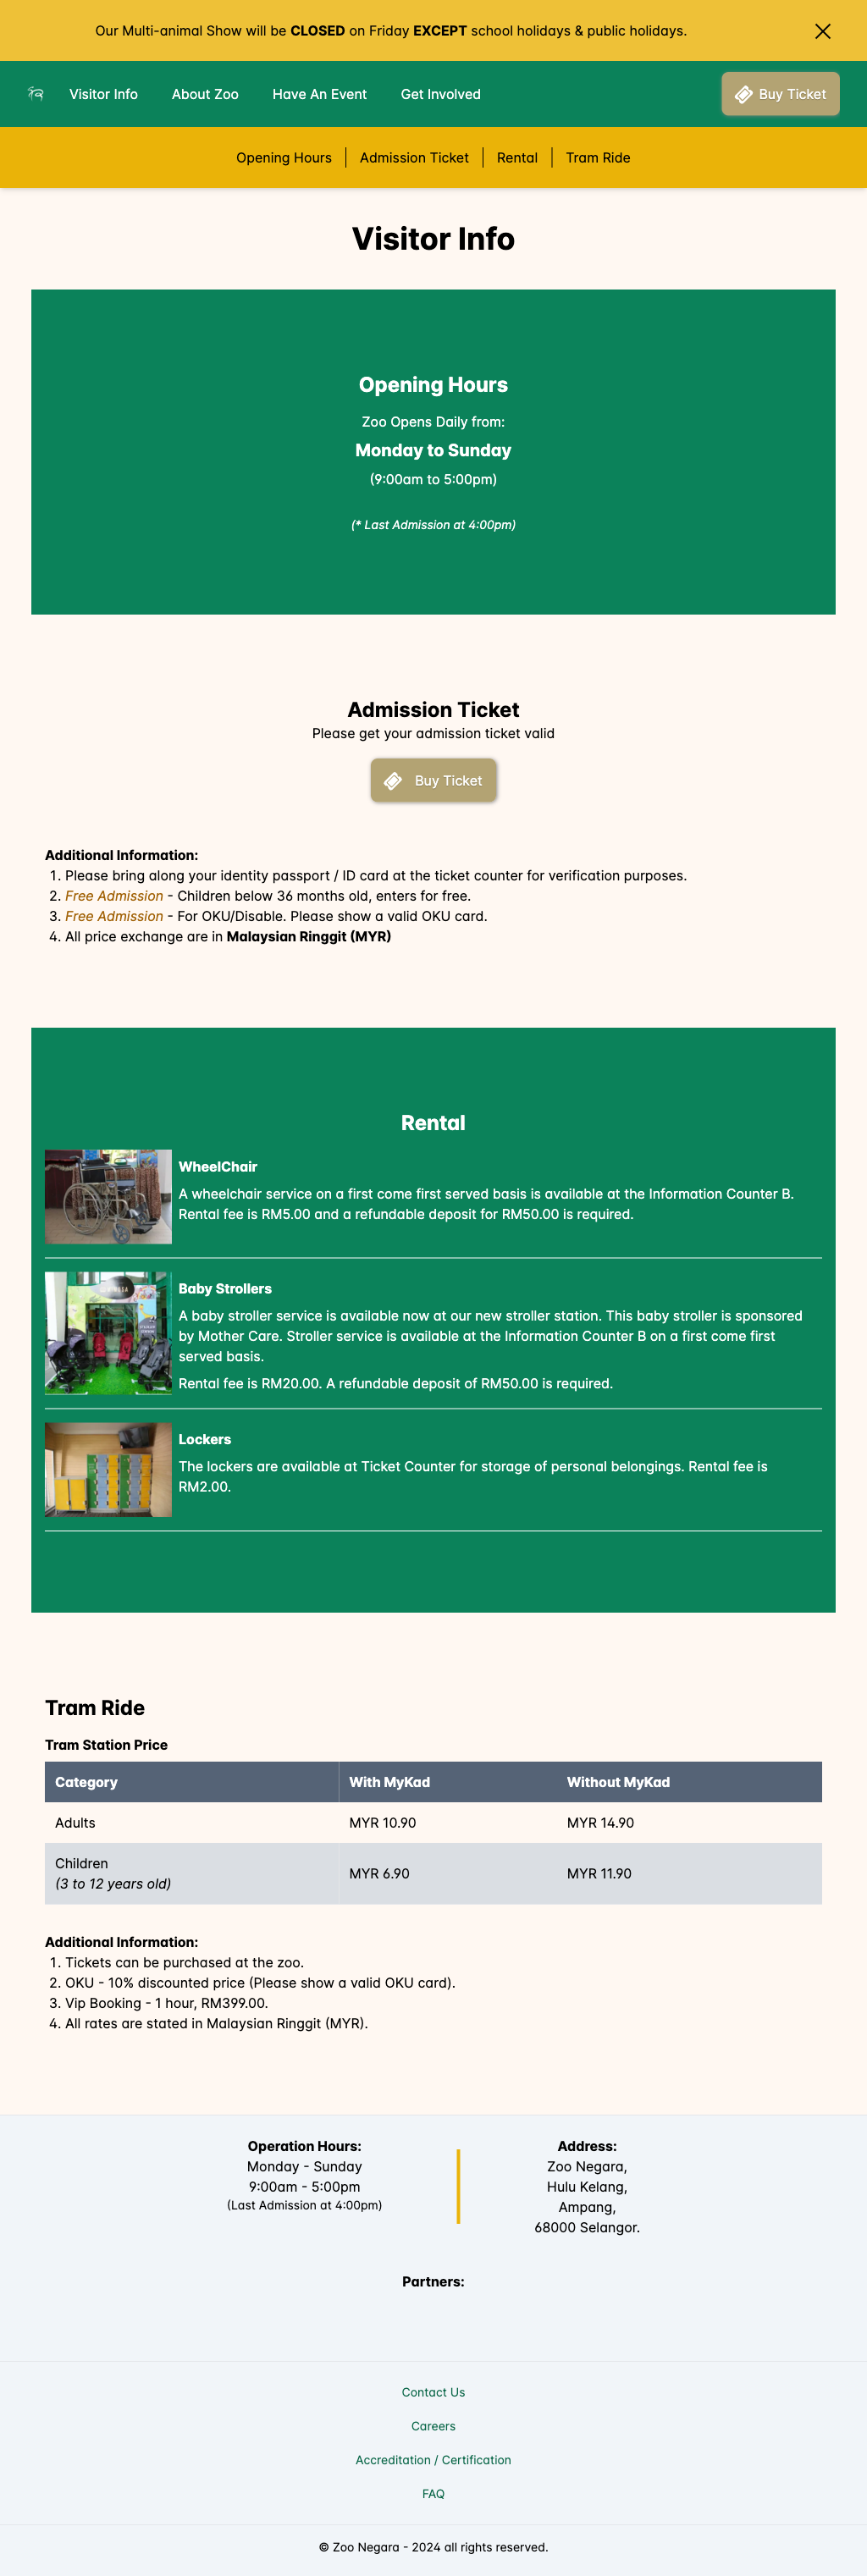 Our Multi-animal Show will be CLOSED on Friday EXCEPT school holidays & public holidays.
Visitor Info
About Zoo
Have An Event
Get Involved
Buy Ticket
Opening Hours
Admission Ticket
Rental
Tram Ride
Visitor Info
Opening Hours
Zoo Opens Daily from:
Monday to Sunday
(9:00am to 5:00pm)
(* Last Admission at 4:00pm)
Admission Ticket
Please get your admission ticket valid
Buy Ticket
Additional Information:
1. Please bring along your identity passport / ID card at the ticket counter for verification purposes.
2. Free Admission - Children below 36 months old, enters for free.
3. Free Admission - For OKU/Disable. Please show a valid OKU card.
4. All price exchange are in Malaysian Ringgit (MYR)
Rental
WheelChair
A wheelchair service on a first come first served basis is available at the Information Counter B.
Rental fee is RM5.00 and a refundable deposit for RM50.00 is required.
Baby Strollers
A baby stroller service is available now at our new stroller station. This baby stroller is sponsored
by Mother Care. Stroller service is available at the Information Counter B on a first come first
served basis.
Rental fee is RM20.00. A refundable deposit of RM50.00 is required.
Lockers
The lockers are available at Ticket Counter for storage of personal belongings. Rental fee is
RM2.00.
Tram Ride
Tram Station Price
Category With MyKad Without MyKad
Adults MYR 10.90 MYR 14.90
Children
(3 to 12 years old) MYR 6.90 MYR 11.90
Additional Information:
1. Tickets can be purchased at the zoo.
2. OKU - 10% discounted price (Please show a valid OKU card).
3. Vip Booking - 1 hour, RM399.00.
4. All rates are stated in Malaysian Ringgit (MYR).
Operation Hours:
Monday - Sunday
9:00am - 5:00pm
(Last Admission at 4:00pm)
Address:
Zoo Negara,
Hulu Kelang,
Ampang,
68000 Selangor.
Partners:
Contact Us
Careers
Accreditation / Certification
FAQ
© Zoo Negara - 2024 all rights reserved.